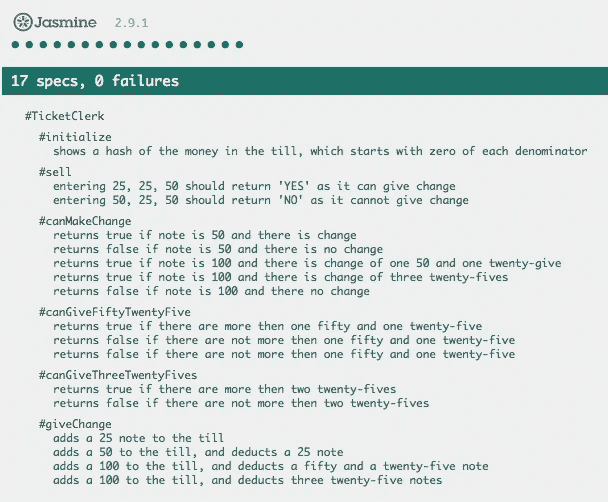 Jasmine 2.9.1
17 specs, 0 failures
#TicketClerk
#initialize
shows a hash of the money in the till, which starts with zero of each denominator
#sell
entering 25, 25, 50 should return 'YES' as it can give change
entering 50, 25, 50 should return 'NO' as it cannot give change
#canMakeChange
returns true if note is 50 and there is change
returns false if note is 50 and there is no change
returns true if note is 100 and there is change of one 50 and one twenty-give
returns true if note is 100 and there is change of three twenty-fives
returns false if note is 100 and there no change
#canGiveFiftyTwentyFive
returns true if there are more then one fifty and one twenty-five
returns false if there are not more then one fifty and one twenty-five
returns false if there are not more then one fifty and one twenty-five
#canGiveThreeTwentyFives
returns true if there are more then two twenty-fives
returns false if there are not more then two twenty-fives
#giveChange
adds a 25 note to the till
adds a 50 to the till, and deducts a 25 note
adds a 100 to the till, and deducts a fifty and a twenty-five note
adds a 100 to the till, and deducts three twenty-five notes